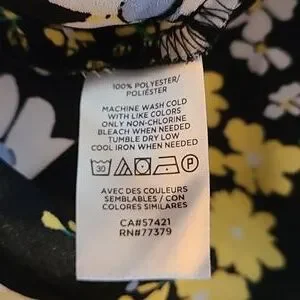 100% POLYESTER/
POLIÉSTER
MACHINE WASH COLD
WITH LIKE COLORS
ONLY NON-CHLORINE
BLEACH WHEN NEEDED
TUMBLE DRY LOW
COOL IRON WHEN NEEDED
30 P
AVEC DES COULEURS
SEMBLABLES / CON
COLORES SIMILARES
CA#57421
RN#77379